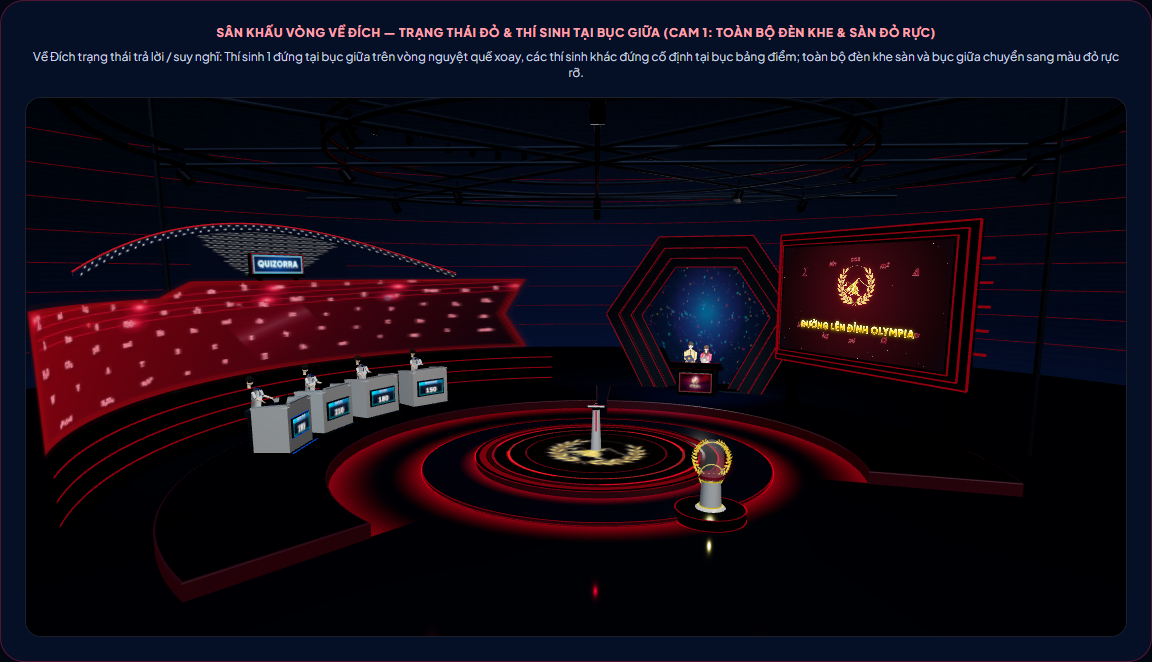 SÂN KHẤU VÒNG VỀ ĐÍCH — TRẠNG THÁI ĐỎ & THÍ SINH TẠI BỤC GIỮA (CAM 1: TOÀN BỘ ĐÈN KHE & SÀN ĐỎ RỰC)
Về Đích trạng thái trả lời / suy nghĩ: Thí sinh 1 đứng tại bục giữa trên vòng nguyệt quế xoay, các thí sinh khác đứng cố định tại bục bảng điểm; toàn bộ đèn khe sàn và bục giữa chuyển sang màu đỏ rực
rỡ.
QUIZORRA
ĐƯỜNG LÊN ĐỈNH OLYMPIA
180
150